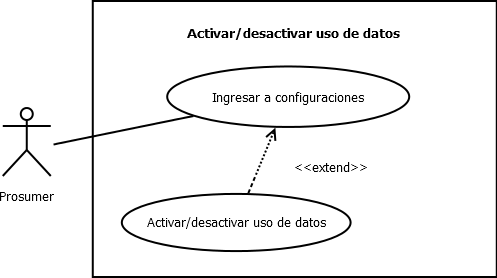 Activar/desactivar uso de datos
Ingresar a configuraciones
<<extend>>
Prosumer
Activar/desactivar uso de datos